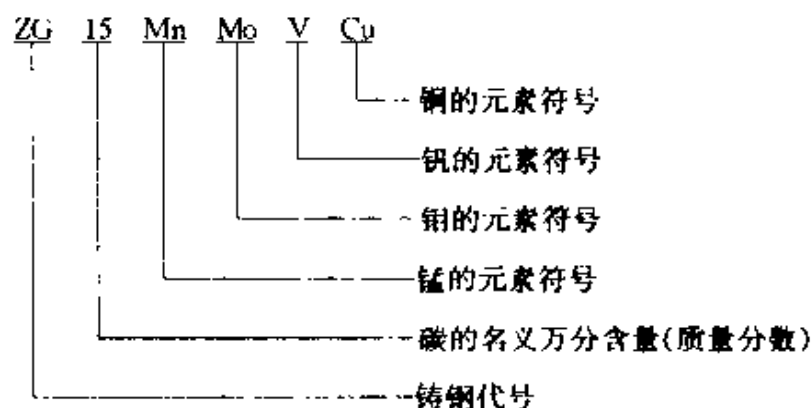 ZG 15 Mn Mo V Cu
铜的元素符号
钒的元素符号
钼的元素符号
锰的元素符号
碳的名义万分含量(质量分数)
铸钢代号